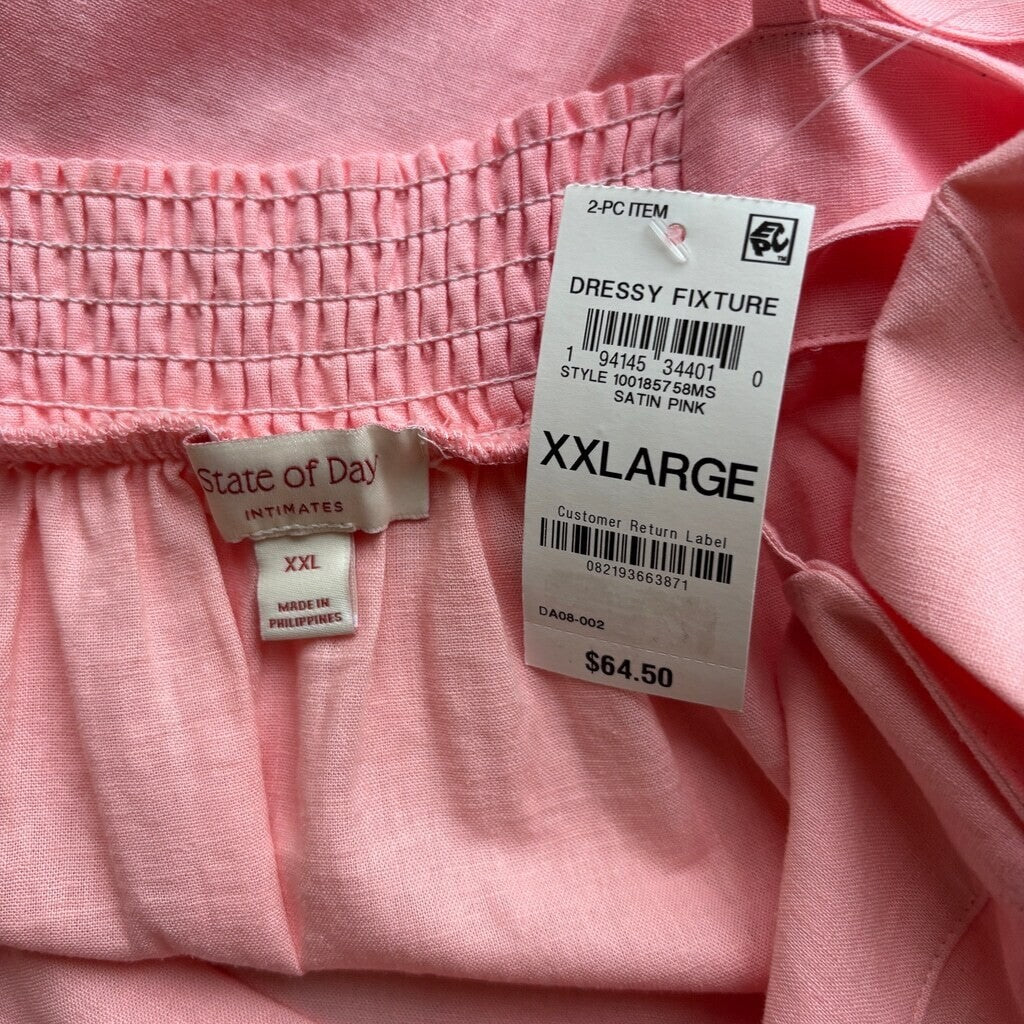 2-PC ITEM
EPIC™
DRESSY FIXTURE
1 94145 34401 0
STYLE 100185758MS
SATIN PINK
XXLARGE
Customer Return Label
082193663871
DA08-002
$64.50
State of Day
INTIMATES
XXL
MADE IN
PHILIPPINES